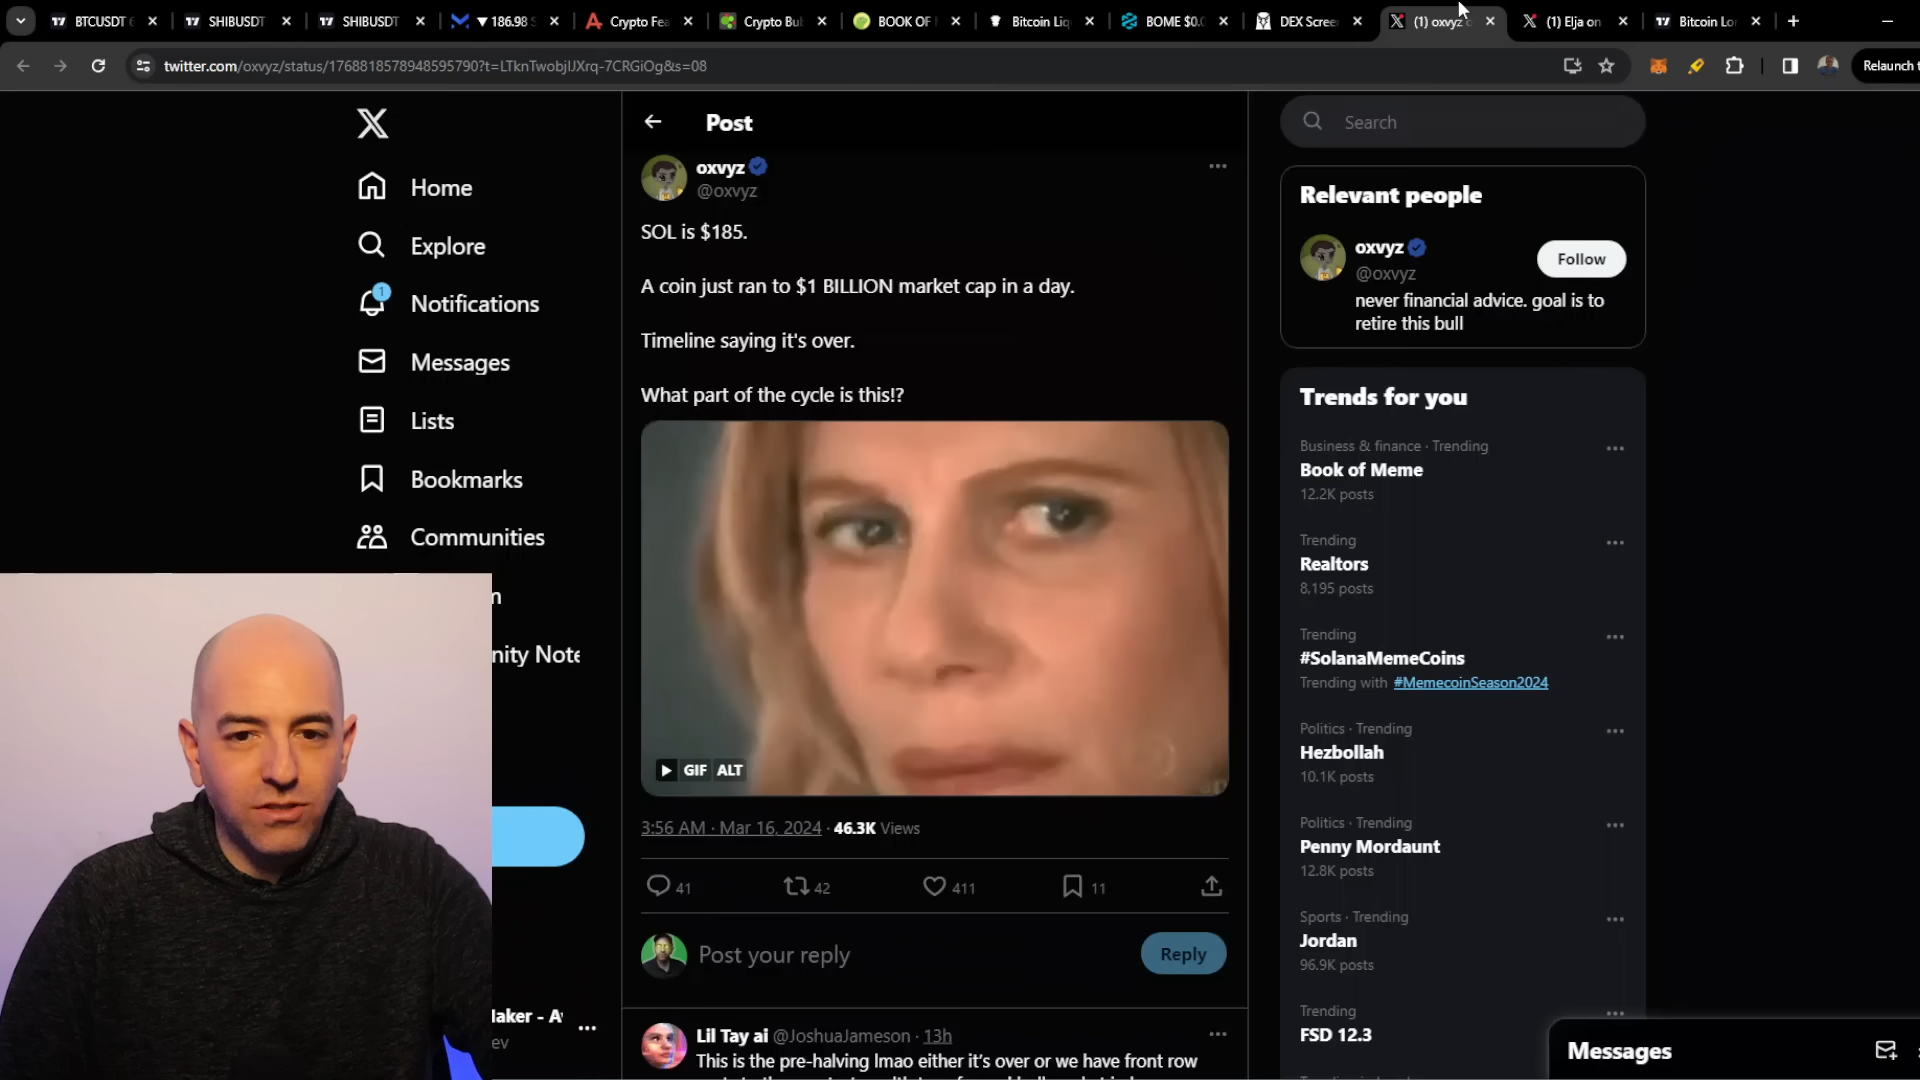 BTCUSDT
SHIBUSDT
SHIBUSDT
▼ 186.98
Crypto Fea
Crypto Bu
BOOK OF
Bitcoin Liq
BOME $0.
DEX Scree
(1) oxvyz
(1) Elja on
Bitcoin Lo
twitter.com/oxvyz/status/1768818578948595790?t=LTknTwobjIJXrq-7CRGiOg&s=08
Relaunch t
Home
Explore
1
Notifications
Messages
Lists
Bookmarks
Communities
nity Note
Post
oxvyz
@oxvyz
SOL is $185.
A coin just ran to $1 BILLION market cap in a day.
Timeline saying it's over.
What part of the cycle is this!?
GIF ALT
3:56 AM · Mar 16, 2024 · 46.3K Views
41 42 411 11
Post your reply
Reply
Lil Tay ai @JoshuaJameson · 13h
This is the pre-halving lmao either it's over or we have front row
Search
Relevant people
oxvyz
@oxvyz
Follow
never financial advice. goal is to
retire this bull
Trends for you
Business & finance · Trending
Book of Meme
12.2K posts
Trending
Realtors
8,195 posts
Trending
#SolanaMemeCoins
Trending with #MemecoinSeason2024
Politics · Trending
Hezbollah
10.1K posts
Politics · Trending
Penny Mordaunt
12.8K posts
Sports · Trending
Jordan
96.9K posts
Trending
FSD 12.3
Messages